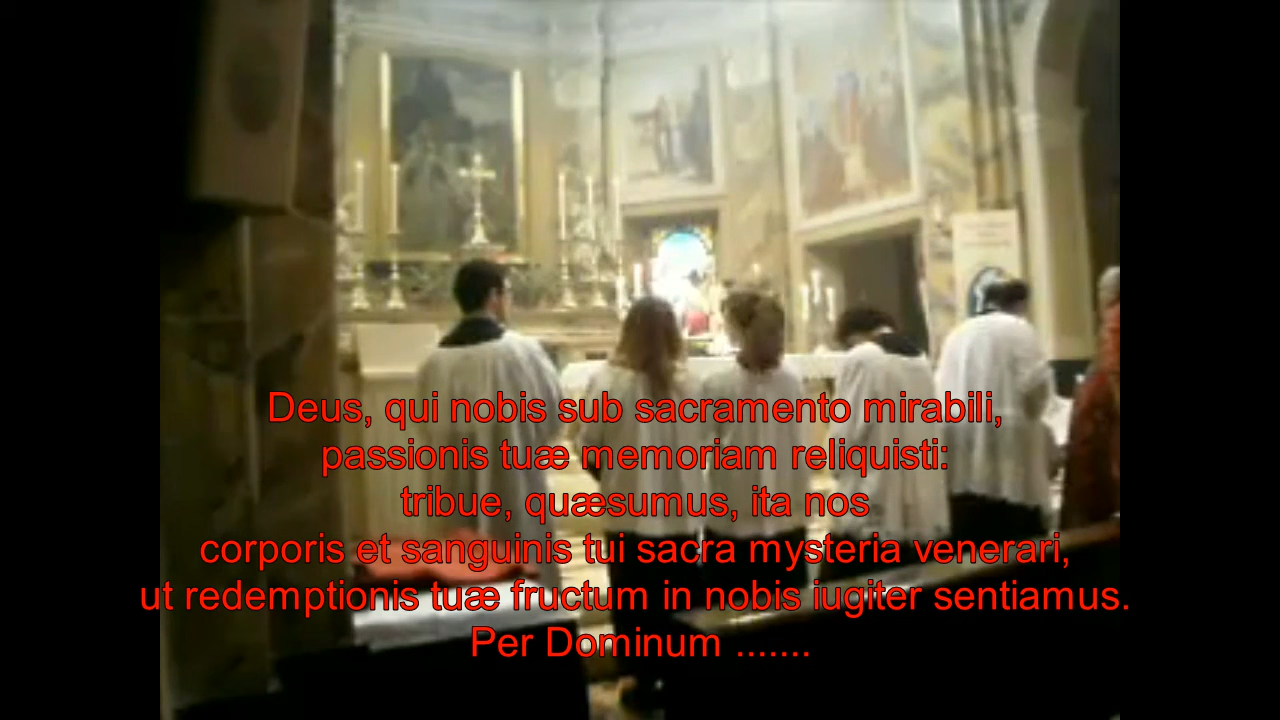 Deus, qui nobis sub sacramento mirabili,
passionis tuæ memoriam reliquisti:
tribue, quæsumus, ita nos
corporis et sanguinis tui sacra mysteria venerari,
ut redemptionis tuæ fructum in nobis iugiter sentiamus.
Per Dominum .......